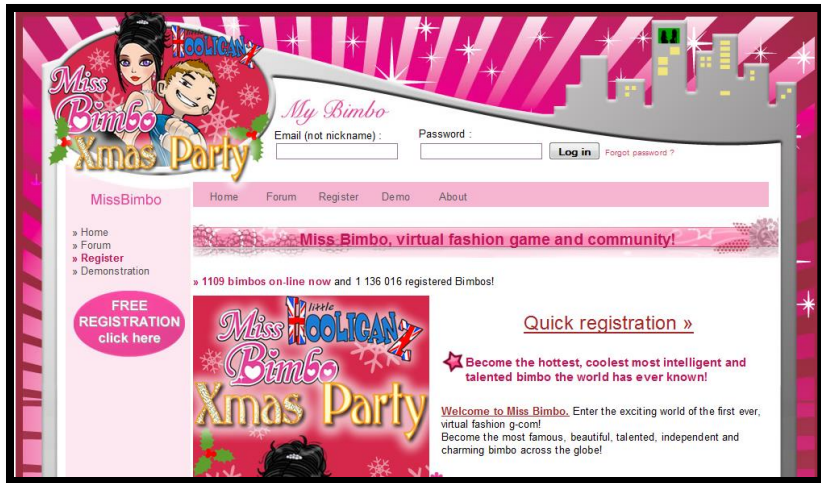 Miss
Bimbo
little
HOOLIGANZ
Xmas Party
My Bimbo
Email (not nickname) :
Password :
Log in
Forgot password ?
MissBimbo
Home
Forum
Register
Demo
About
» Home
» Forum
» Register
» Demonstration
FREE
REGISTRATION
click here
Miss Bimbo, virtual fashion game and community!
» 1109 bimbos on-line now and 1 136 016 registered Bimbos!
Miss
little
HOOLIGANZ
Bimbo
Xmas Party
Quick registration »
Become the hottest, coolest most intelligent and
talented bimbo the world has ever known!
Welcome to Miss Bimbo. Enter the exciting world of the first ever,
virtual fashion g-com!
Become the most famous, beautiful, talented, independent and
charming bimbo across the globe!